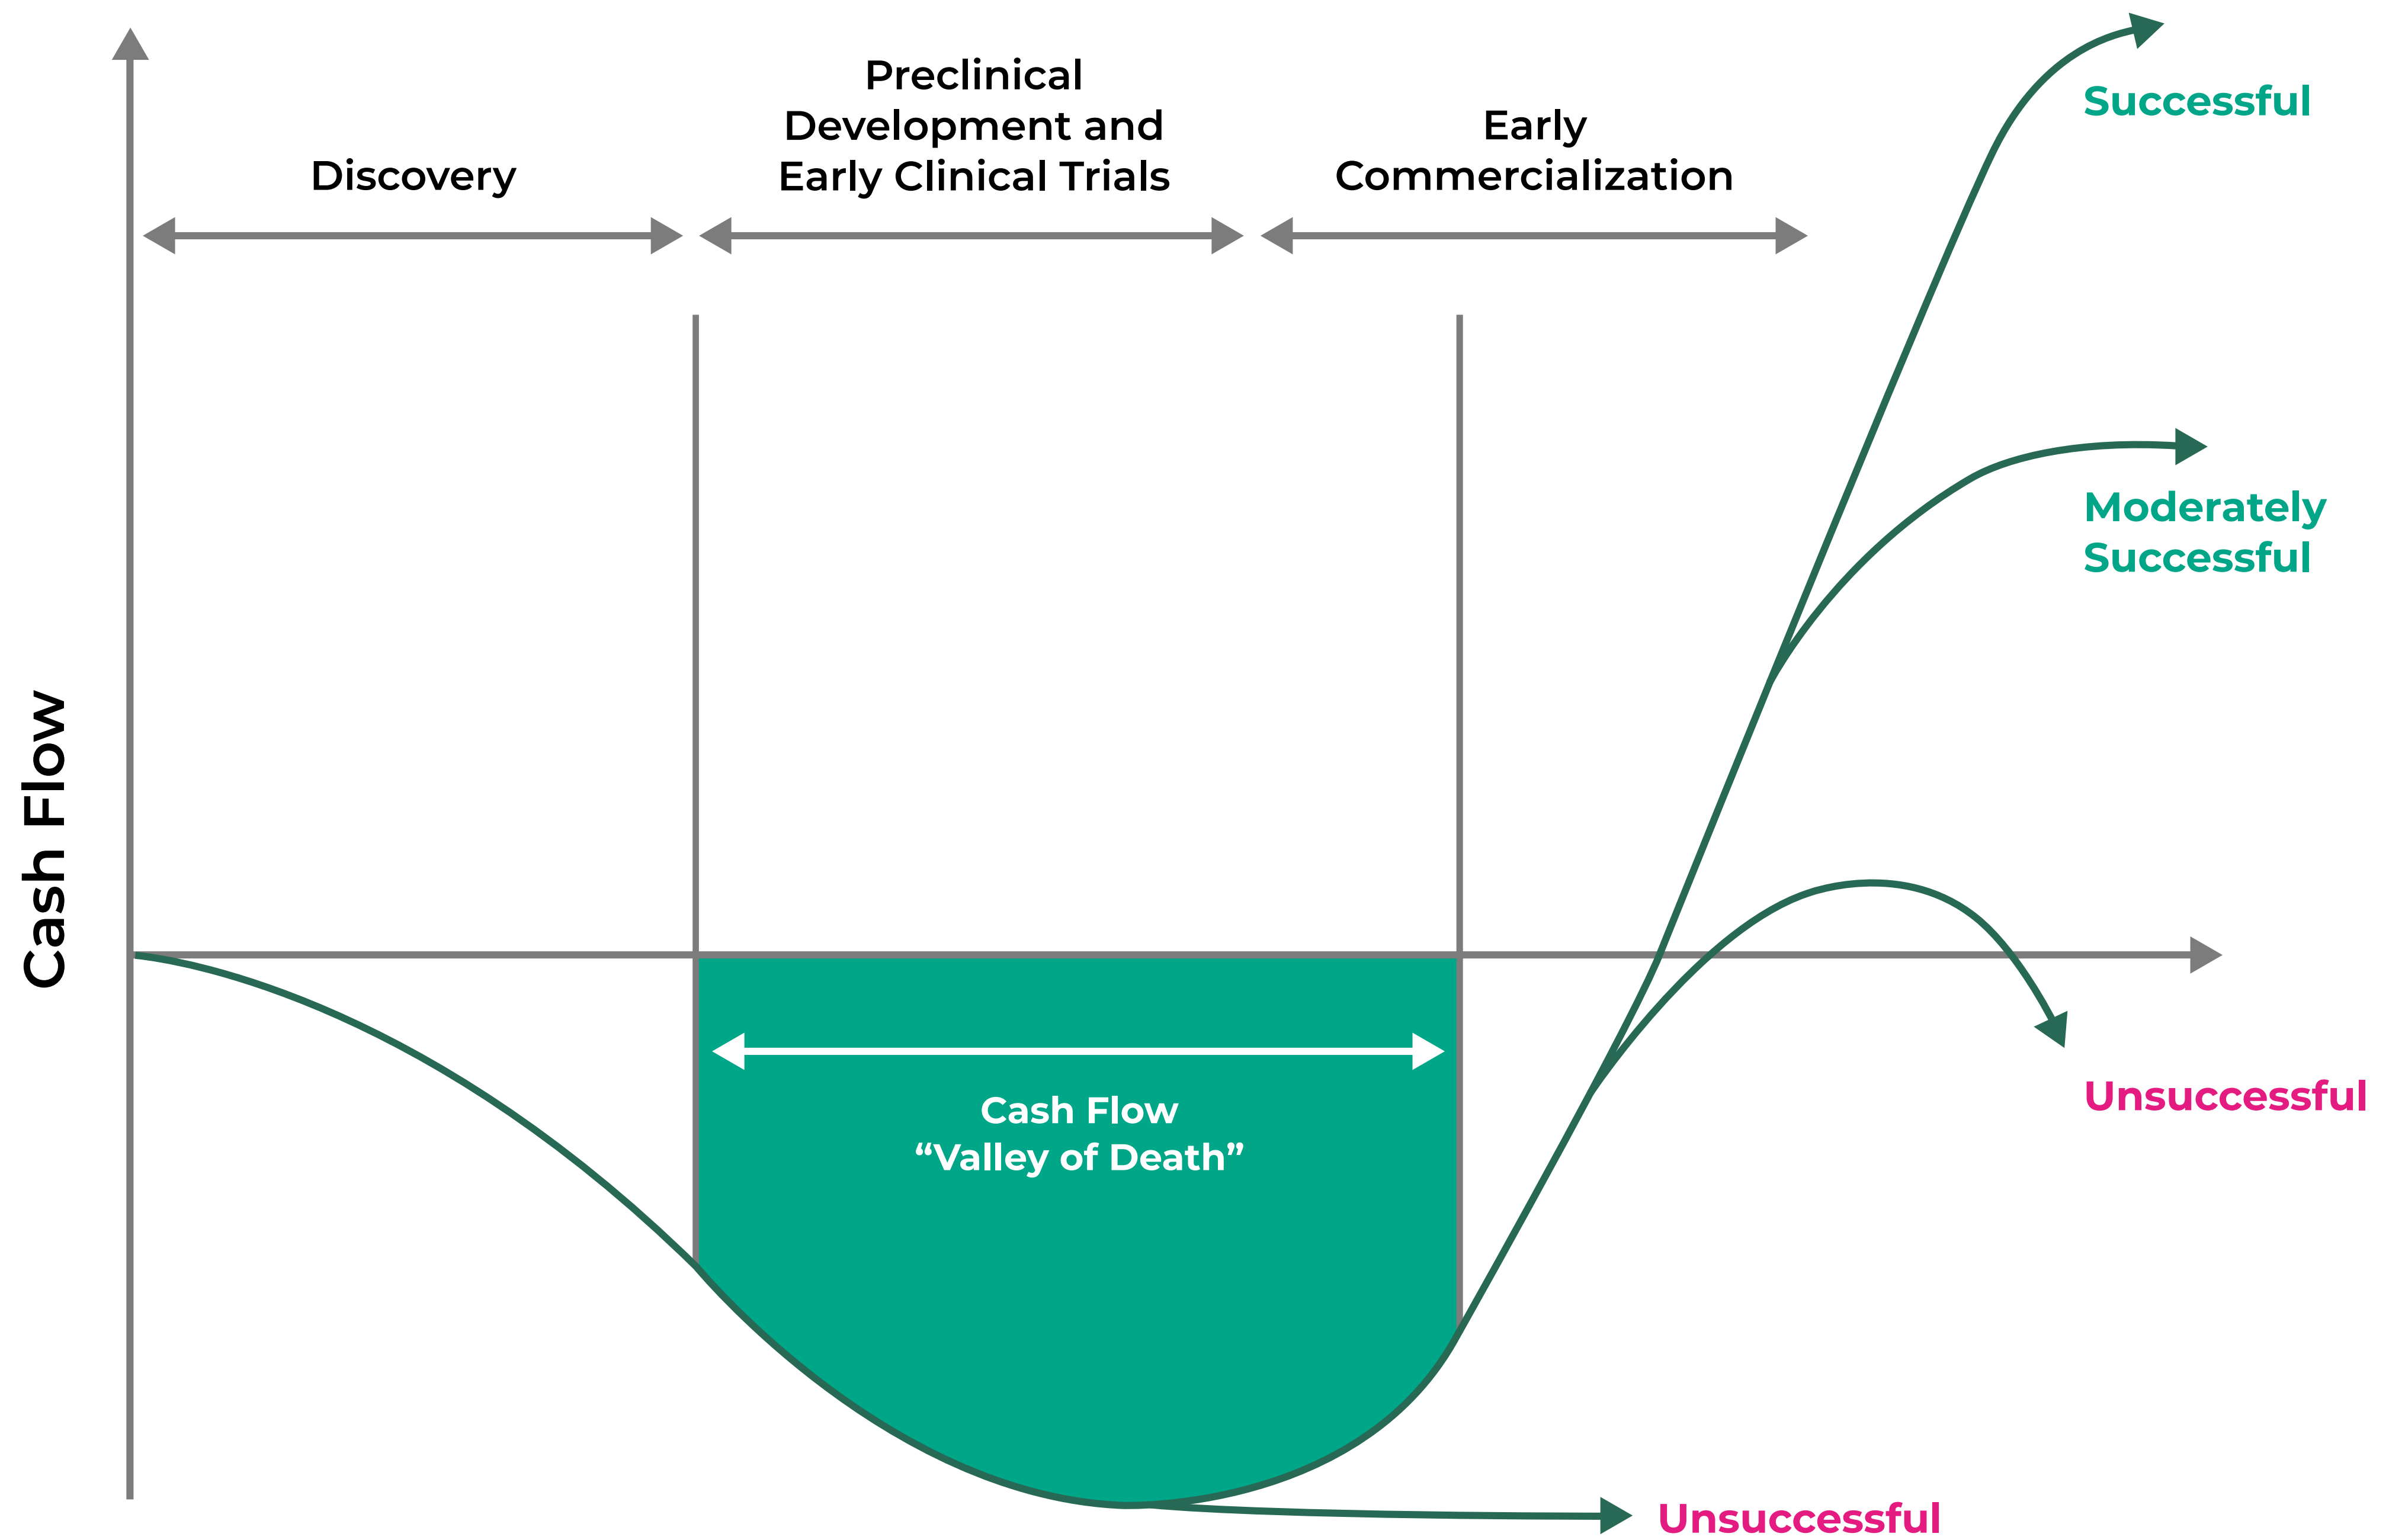 Preclinical
Development and
Early Clinical Trials
Early
Commercialization
Discovery
Successful
Moderately
Successful
Cash Flow
Cash Flow
“Valley of Death”
Unsuccessful
Unsuccessful